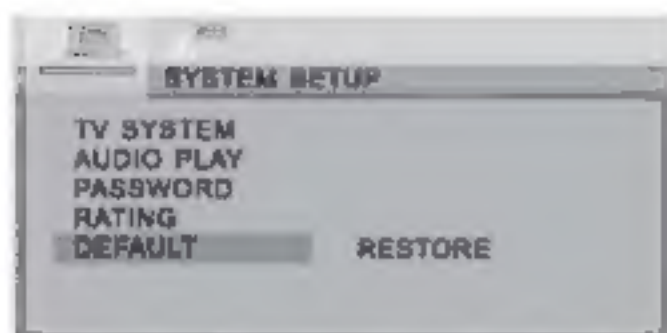 SYSTEM SETUP
TV SYSTEM
AUDIO PLAY
PASSWORD
RATING
DEFAULT RESTORE